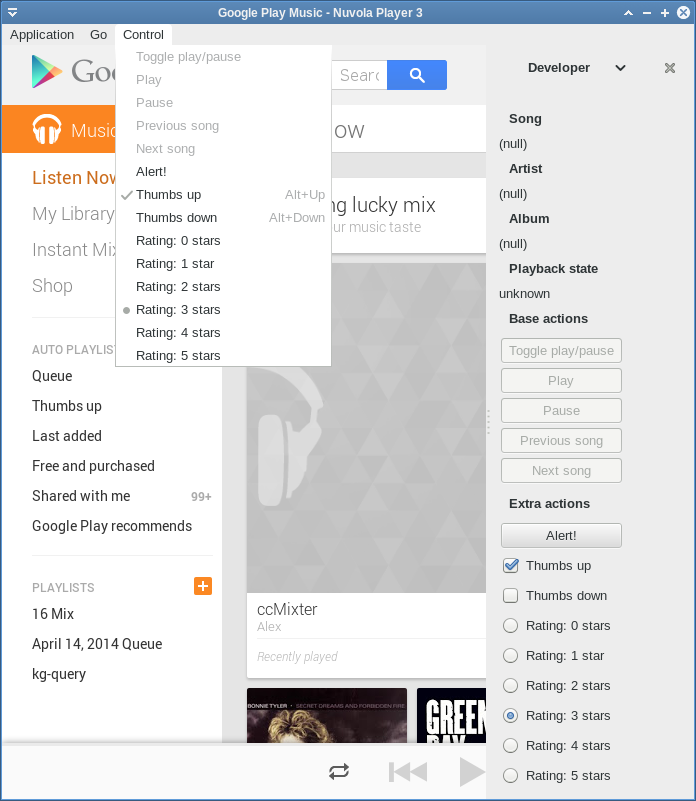 Google Play Music - Nuvola Player 3
Application Go Control
Toggle play/pause
Play
Pause
Previous song
Next song
Alert!
Thumbs up Alt+Up
Thumbs down Alt+Down
Rating: 0 stars
Rating: 1 star
Rating: 2 stars
Rating: 3 stars
Rating: 4 stars
Rating: 5 stars
Goo
Searc
Music
ow
Listen Now
My Library
Instant Mix
Shop
AUTO PLAYLIS
Queue
Thumbs up
Last added
Free and purchased
Shared with me 99+
Google Play recommends
PLAYLISTS
16 Mix
April 14, 2014 Queue
kg-query
ng lucky mix
ur music taste
ccMixter
Alex
Recently played
BONNIE TYLER • SECRET DREAMS AND FORBIDDEN FIRE
GREEN
DAY
Developer
Song
(null)
Artist
(null)
Album
(null)
Playback state
unknown
Base actions
Toggle play/pause
Play
Pause
Previous song
Next song
Extra actions
Alert!
Thumbs up
Thumbs down
Rating: 0 stars
Rating: 1 star
Rating: 2 stars
Rating: 3 stars
Rating: 4 stars
Rating: 5 stars